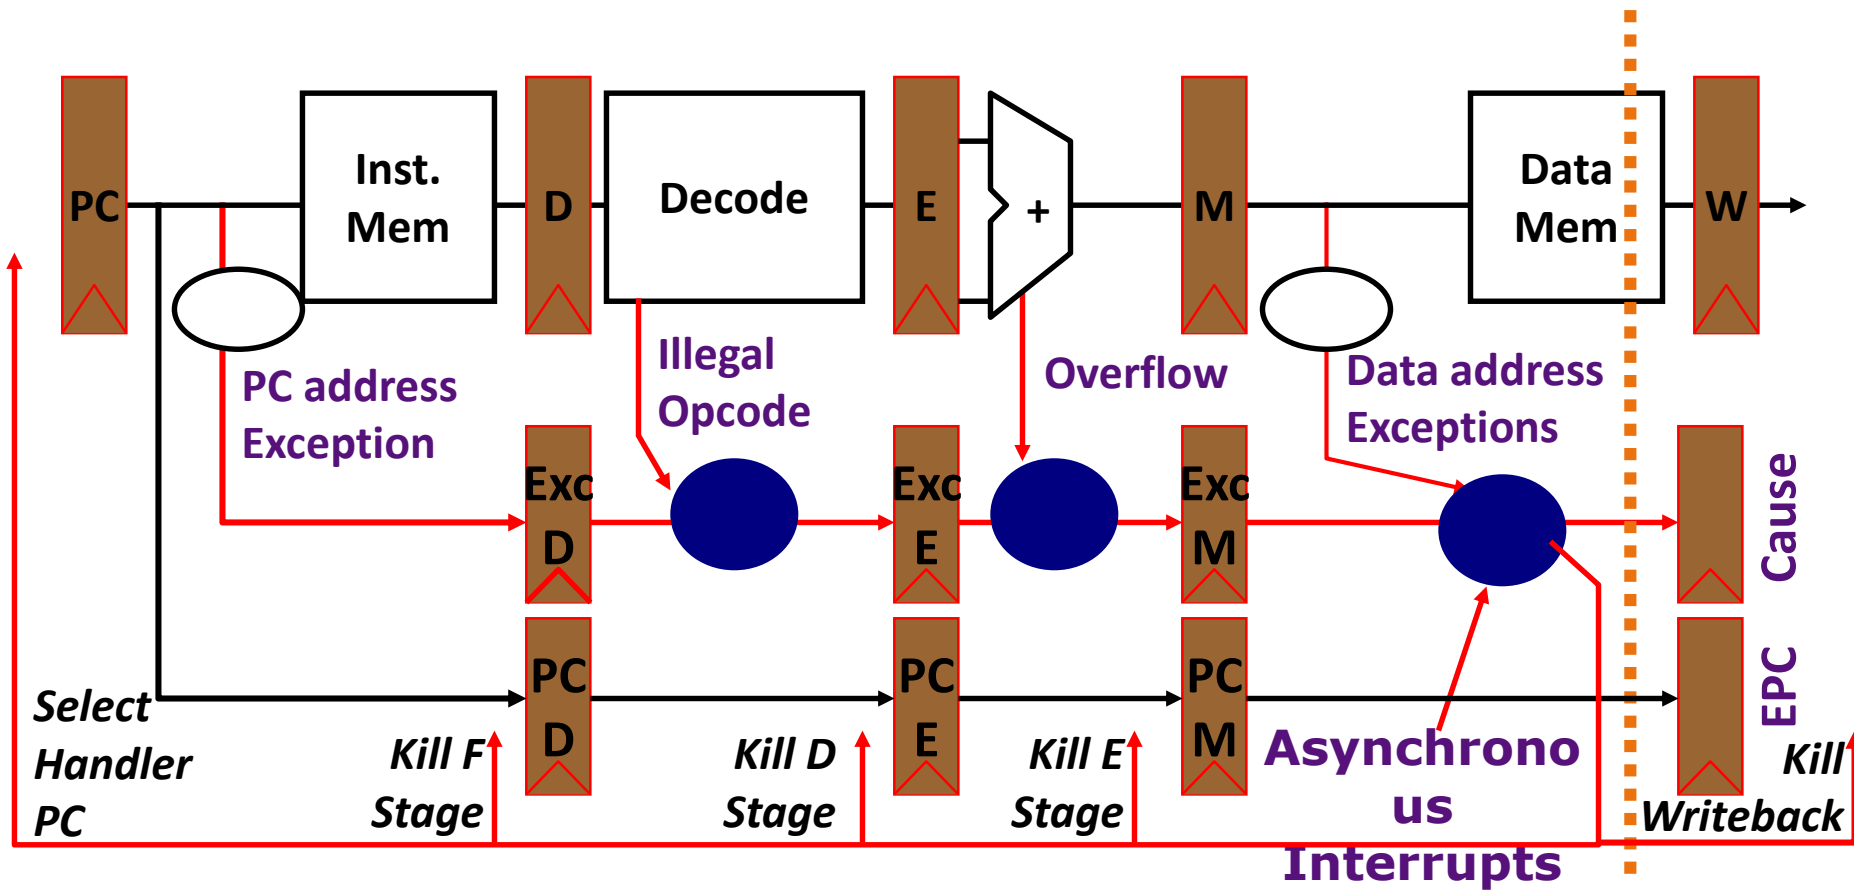 PC
Inst.
Mem
D
Decode
E
+
M
Data
Mem
W
PC address
Exception
Illegal
Opcode
Overflow
Data address
Exceptions
Exc
D
Exc
E
Exc
M
Cause
PC
D
PC
E
PC
M
EPC
Select
Handler
PC
Kill F
Stage
Kill D
Stage
Kill E
Stage
Asynchrono
us
Interrupts
Kill
Writeback